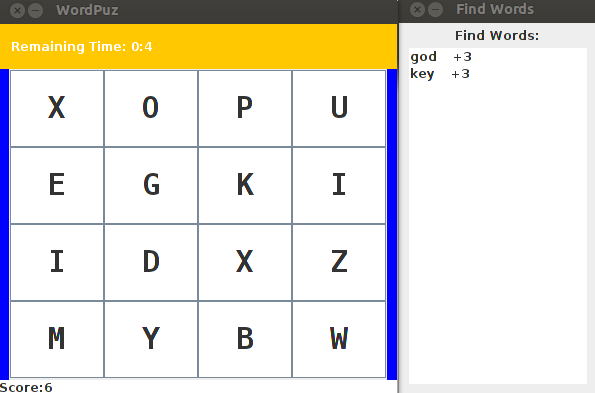 WordPuz
Remaining Time: 0:4
X O P U
E G K I
I D X Z
M Y B W
Score:6
Find Words
Find Words:
god +3
key +3